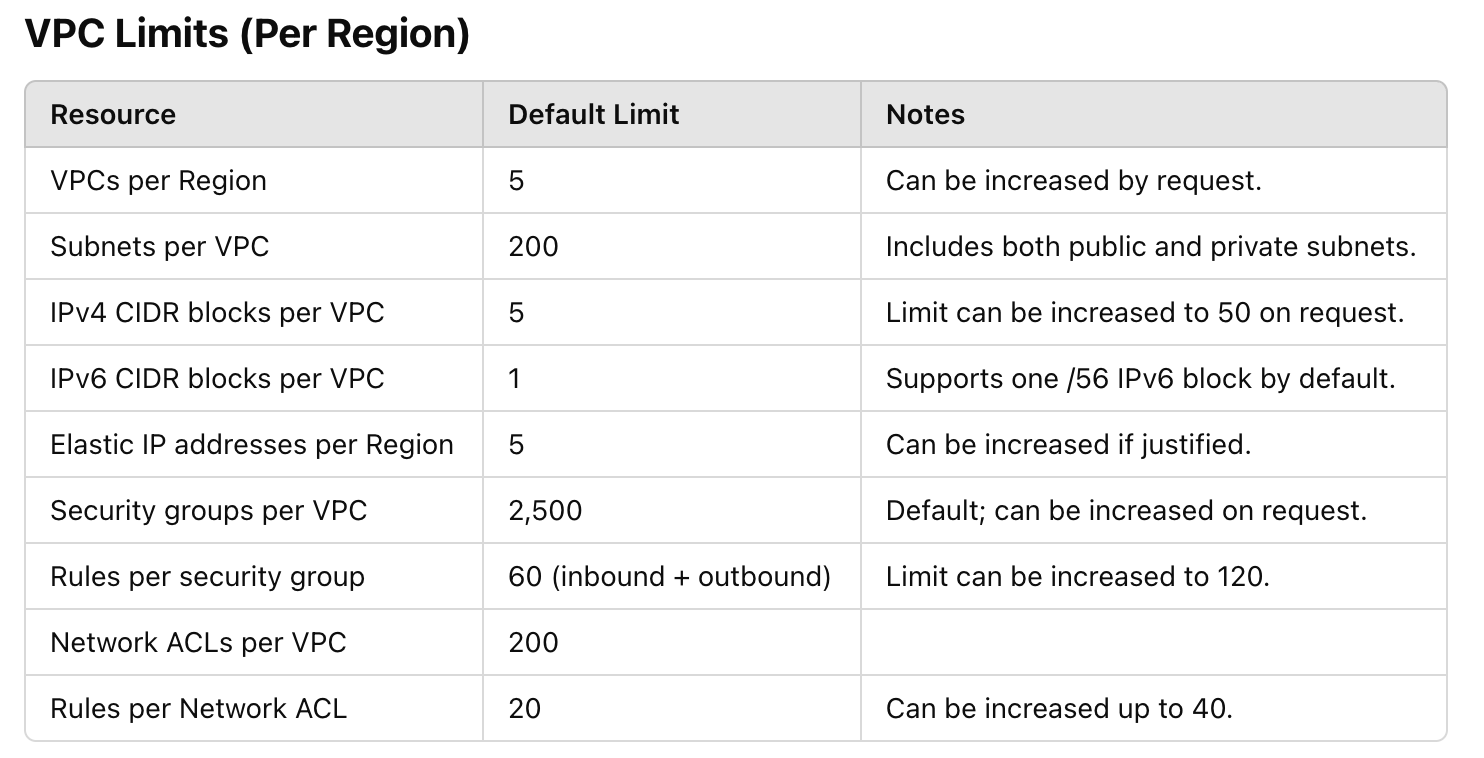 VPC Limits (Per Region)
Resource Default Limit Notes
VPCs per Region 5 Can be increased by request.
Subnets per VPC 200 Includes both public and private subnets.
IPv4 CIDR blocks per VPC 5 Limit can be increased to 50 on request.
IPv6 CIDR blocks per VPC 1 Supports one /56 IPv6 block by default.
Elastic IP addresses per Region 5 Can be increased if justified.
Security groups per VPC 2,500 Default; can be increased on request.
Rules per security group 60 (inbound + outbound) Limit can be increased to 120.
Network ACLs per VPC 200
Rules per Network ACL 20 Can be increased up to 40.